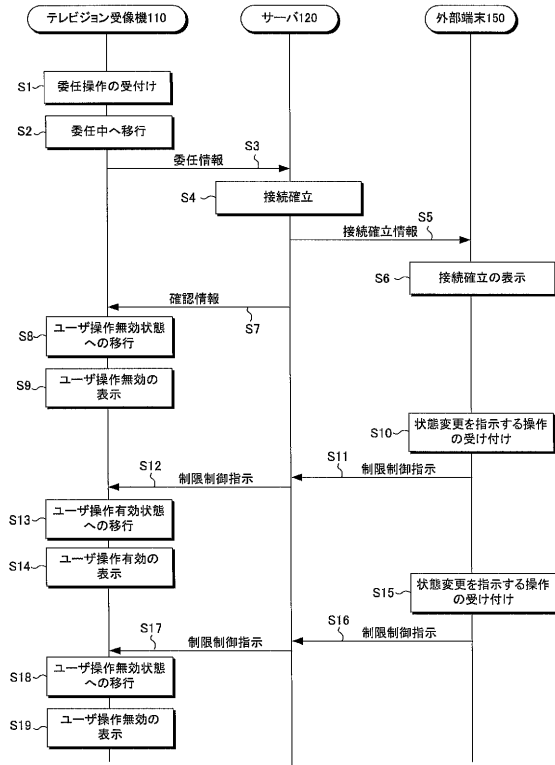 テレビジョン受像機110
サーバ120
外部端末150
S1
委任操作の受付け
S2
委任中へ移行
委任情報
S3
S4
接続確立
接続確立情報
S5
S6
接続確立の表示
確認情報
S7
S8
ユーザ操作無効状態
への移行
S9
ユーザ操作無効の
表示
S10
状態変更を指示する操作
の受け付け
S11
制限制御指示
S12
制限制御指示
S13
ユーザ操作有効状態
への移行
S14
ユーザ操作有効の
表示
S15
状態変更を指示する操作
の受け付け
S16
制限制御指示
S17
制限制御指示
S18
ユーザ操作無効状態
への移行
S19
ユーザ操作無効の
表示